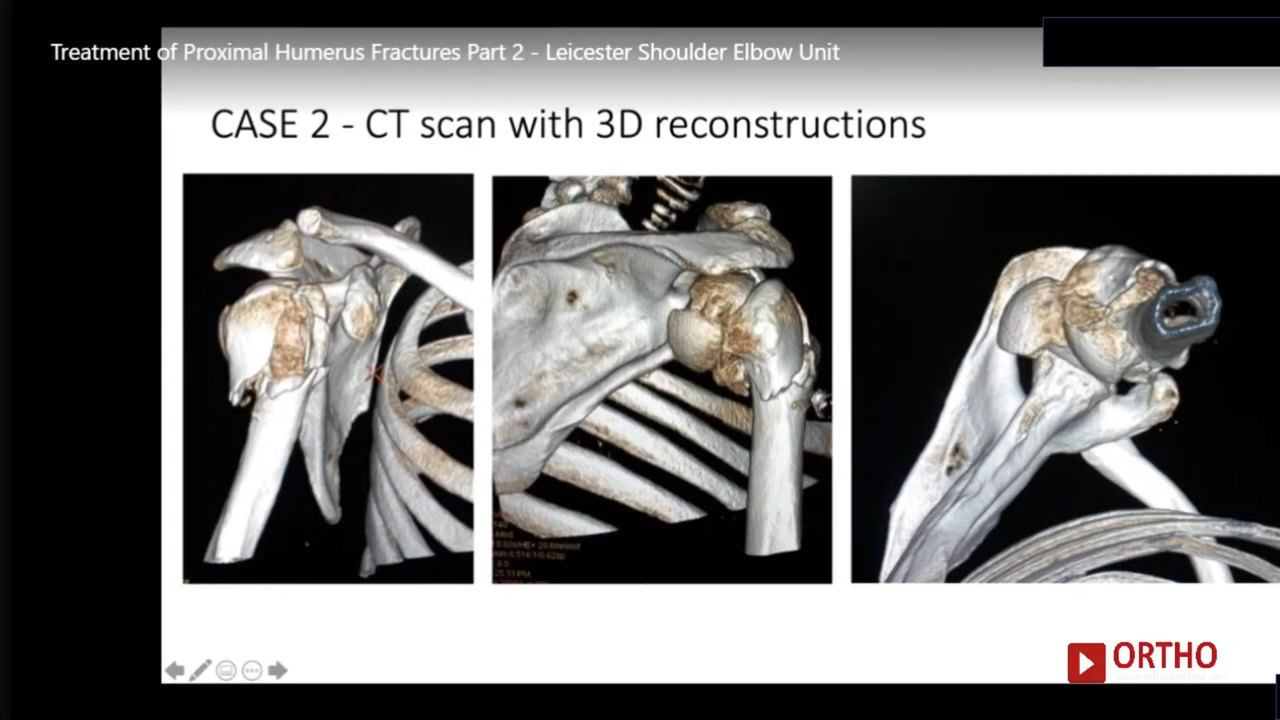 Treatment of Proximal Humerus Fractures Part 2 - Leicester Shoulder Elbow Unit
CASE 2 - CT scan with 3D reconstructions
ORTHO